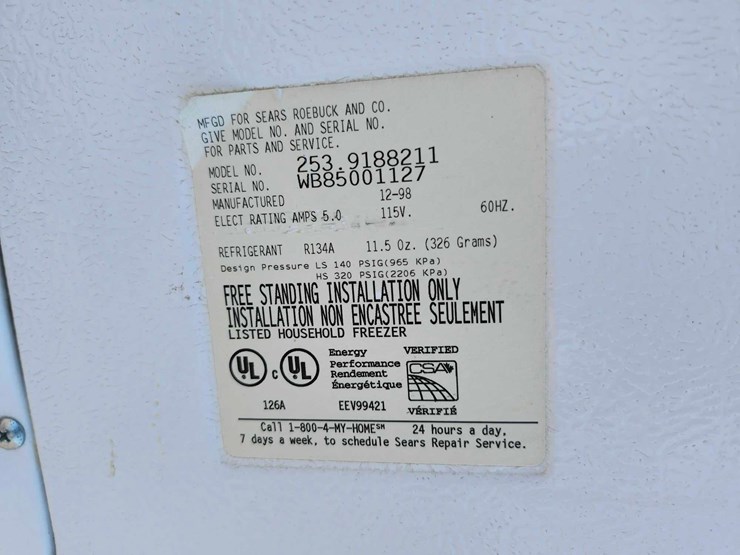 MFGD FOR SEARS ROEBUCK AND CO.
GIVE MODEL NO. AND SERIAL NO.
FOR PARTS AND SERVICE.
MODEL NO. 253.9188211
SERIAL NO. WB85001127
MANUFACTURED 12-98
ELECT RATING AMPS 5.0 115V. 60HZ.
REFRIGERANT R134A 11.5 Oz. (326 Grams)
Design Pressure LS 140 PSIG(965 KPa)
HS 320 PSIG(2206 KPa)
FREE STANDING INSTALLATION ONLY
INSTALLATION NON ENCASTREE SEULEMENT
LISTED HOUSEHOLD FREEZER
UL C UL
126A
Energy
Performance
Rendement
Énergétique
EEV99421
VERIFIED
CSA
VÉRIFIÉ
Call 1-800-4-MY-HOME℠ 24 hours a day,
7 days a week, to schedule Sears Repair Service.